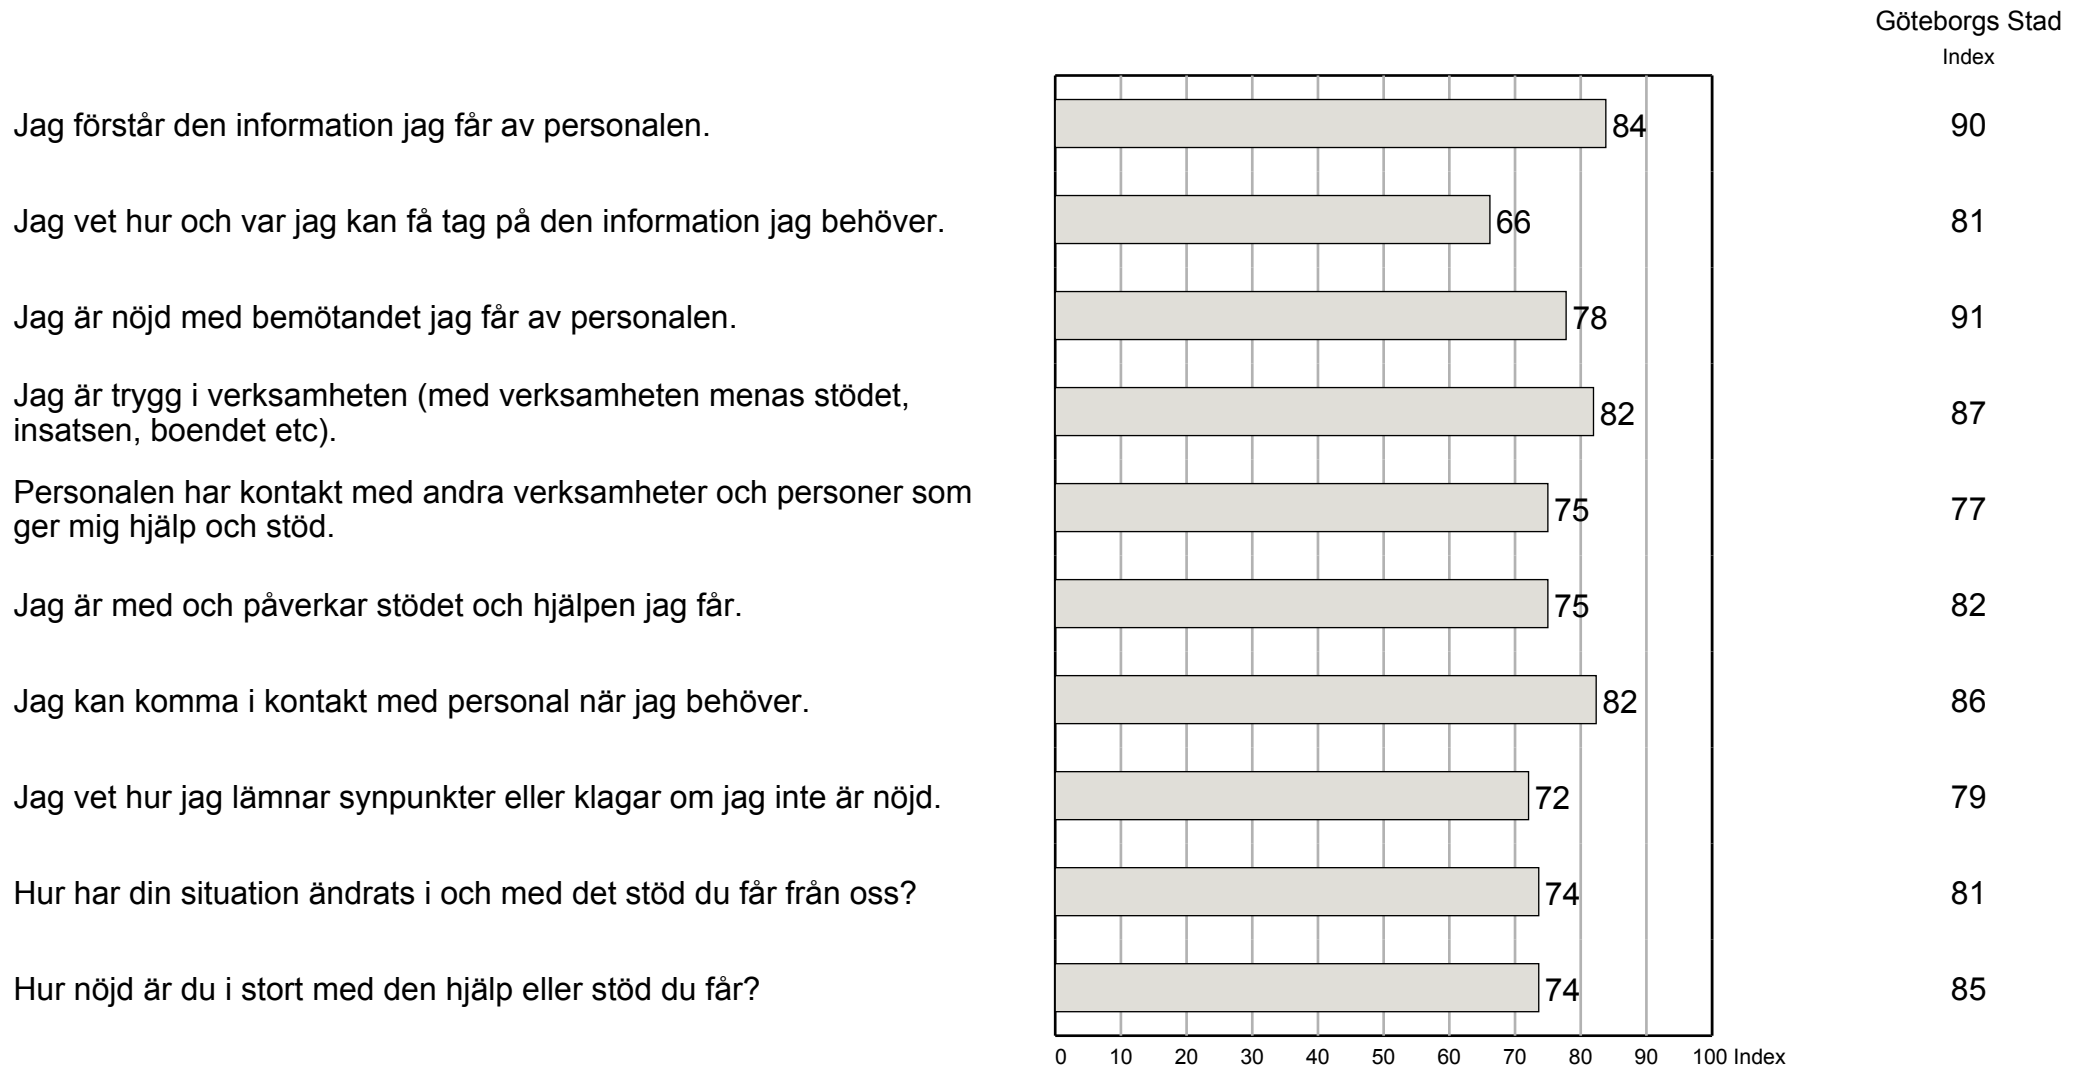 Göteborgs Stad
Index
Jag förstår den information jag får av personalen. 84 90
Jag vet hur och var jag kan få tag på den information jag behöver. 66 81
Jag är nöjd med bemötandet jag får av personalen. 78 91
Jag är trygg i verksamheten (med verksamheten menas stödet,
insatsen, boendet etc). 82 87
Personalen har kontakt med andra verksamheter och personer som
ger mig hjälp och stöd. 75 77
Jag är med och påverkar stödet och hjälpen jag får. 75 82
Jag kan komma i kontakt med personal när jag behöver. 82 86
Jag vet hur jag lämnar synpunkter eller klagar om jag inte är nöjd. 72 79
Hur har din situation ändrats i och med det stöd du får från oss? 74 81
Hur nöjd är du i stort med den hjälp eller stöd du får? 74 85
0 10 20 30 40 50 60 70 80 90 100 Index